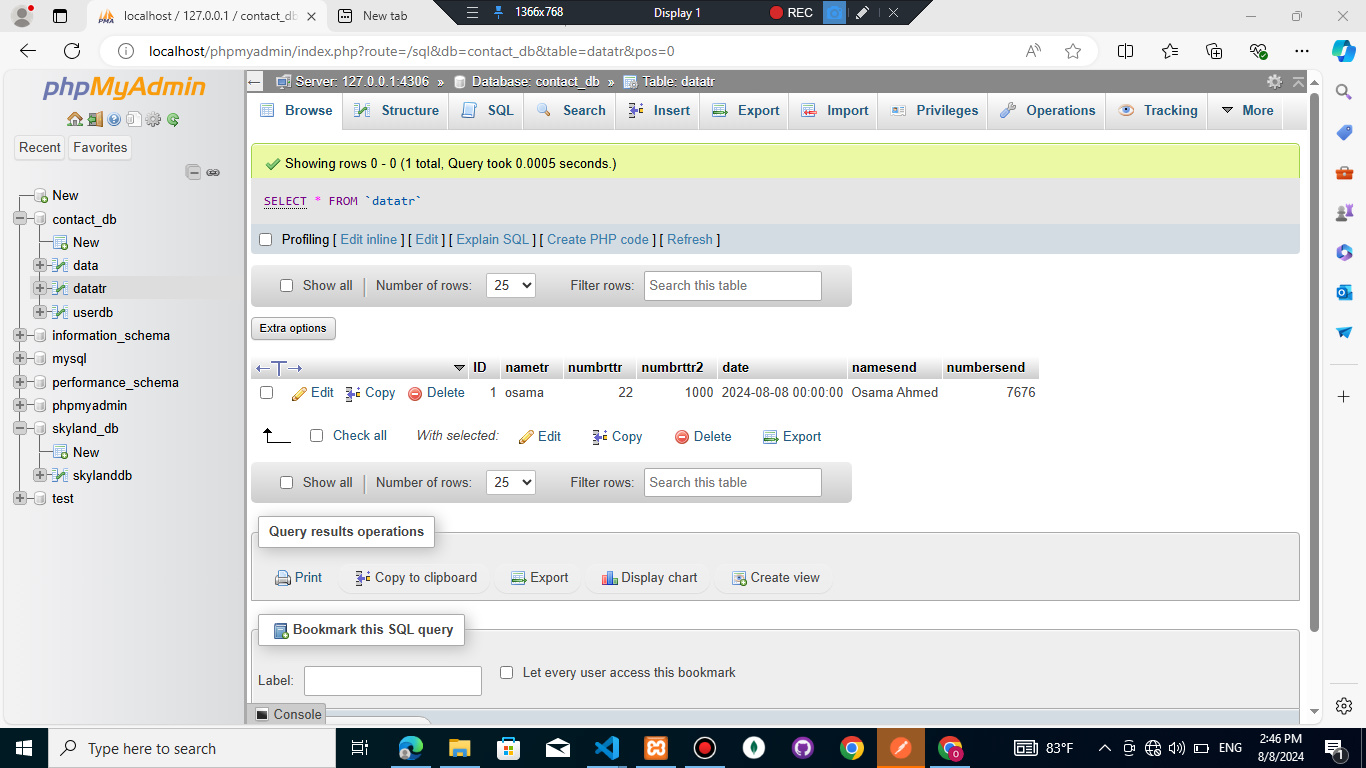 localhost / 127.0.0.1 / contact_db
New tab
1366x768
Display 1
REC
localhost/phpmyadmin/index.php?route=/sql&db=contact_db&table=datatr&pos=0
phpMyAdmin
Recent
Favorites
New
contact_db
New
data
datatr
userdb
information_schema
mysql
performance_schema
phpmyadmin
skyland_db
New
skylanddb
test
Server: 127.0.0.1:4306 » Database: contact_db » Table: datatr
Browse Structure SQL Search Insert Export Import Privileges Operations Tracking More
Showing rows 0 - 0 (1 total, Query took 0.0005 seconds.)
SELECT * FROM `datatr`
Profiling [ Edit inline ] [ Edit ] [ Explain SQL ] [ Create PHP code ] [ Refresh ]
Show all | Number of rows: 25 Filter rows: Search this table
Extra options
ID nametr numbrttr numbrttr2 date namesend numbersend
Edit Copy Delete 1 osama 22 1000 2024-08-08 00:00:00 Osama Ahmed 7676
Check all With selected: Edit Copy Delete Export
Show all | Number of rows: 25 Filter rows: Search this table
Query results operations
Print Copy to clipboard Export Display chart Create view
Bookmark this SQL query
Label: Let every user access this bookmark
Console
Type here to search
83°F
ENG
2:46 PM
8/8/2024
1